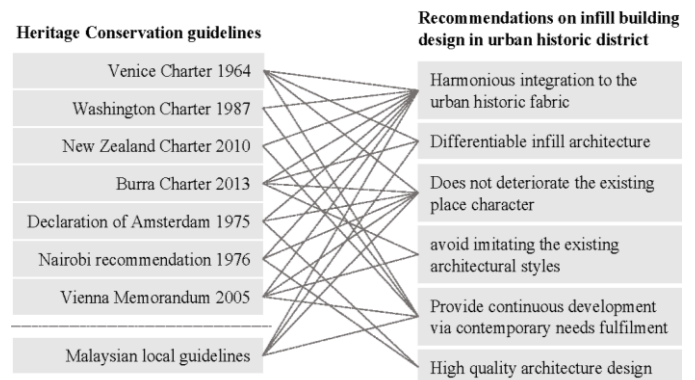 Heritage Conservation guidelines
Venice Charter 1964
Washington Charter 1987
New Zealand Charter 2010
Burra Charter 2013
Declaration of Amsterdam 1975
Nairobi recommendation 1976
Vienna Memorandum 2005
Malaysian local guidelines
Recommendations on infill building
design in urban historic district
Harmonious integration to the
urban historic fabric
Differentiable infill architecture
Does not deteriorate the existing
place character
avoid imitating the existing
architectural styles
Provide continuous development
via contemporary needs fulfilment
High quality architecture design